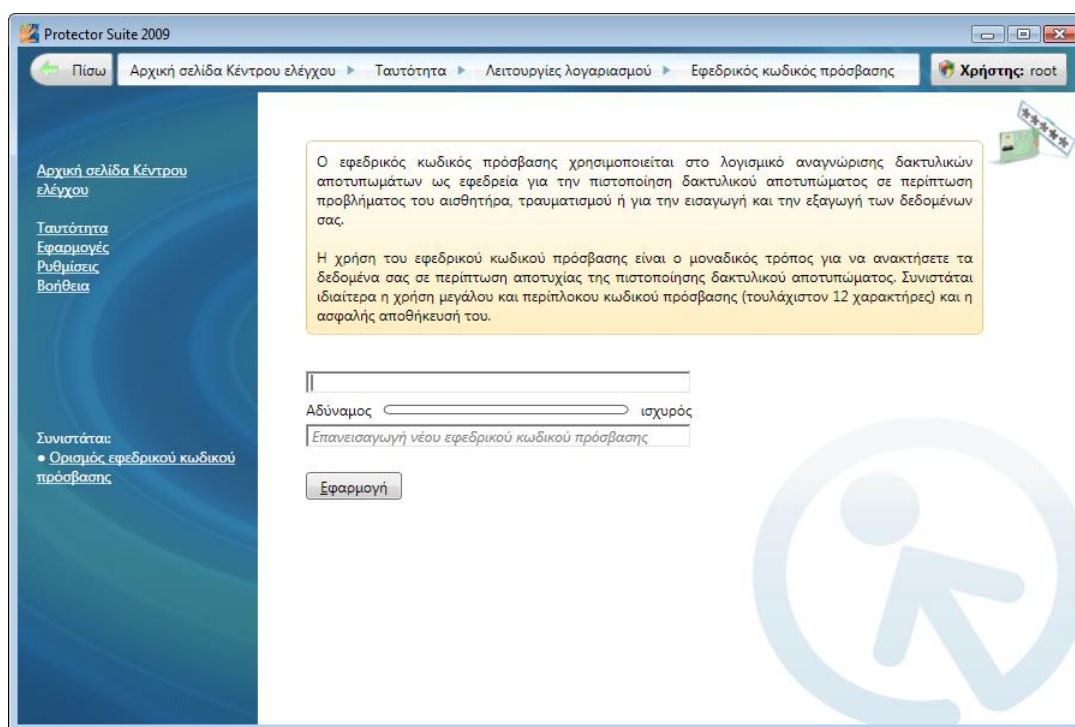 Protector Suite 2009
Πίσω Αρχική σελίδα Κέντρου ελέγχου Ταυτότητα Λειτουργίες λογαριασμού Εφεδρικός κωδικός πρόσβασης Χρήστης: root
Αρχική σελίδα Κέντρου
ελέγχου
Ταυτότητα
Εφαρμογές
Ρυθμίσεις
Βοήθεια
Συνιστάται:
• Ορισμός εφεδρικού κωδικού
πρόσβασης
Ο εφεδρικός κωδικός πρόσβασης χρησιμοποιείται στο λογισμικό αναγνώρισης δακτυλικών
αποτυπωμάτων ως εφεδρεία για την πιστοποίηση δακτυλικού αποτυπώματος σε περίπτωση
προβλήματος του αισθητήρα, τραυματισμού ή για την εισαγωγή και την εξαγωγή των δεδομένων
σας.
Η χρήση του εφεδρικού κωδικού πρόσβασης είναι ο μοναδικός τρόπος για να ανακτήσετε τα
δεδομένα σας σε περίπτωση αποτυχίας της πιστοποίησης δακτυλικού αποτυπώματος. Συνιστάται
ιδιαίτερα η χρήση μεγάλου και περίπλοκου κωδικού πρόσβασης (τουλάχιστον 12 χαρακτήρες) και η
ασφαλής αποθήκευσή του.
Αδύναμος ισχυρός
Επανεισαγωγή νέου εφεδρικού κωδικού πρόσβασης
Εφαρμογή